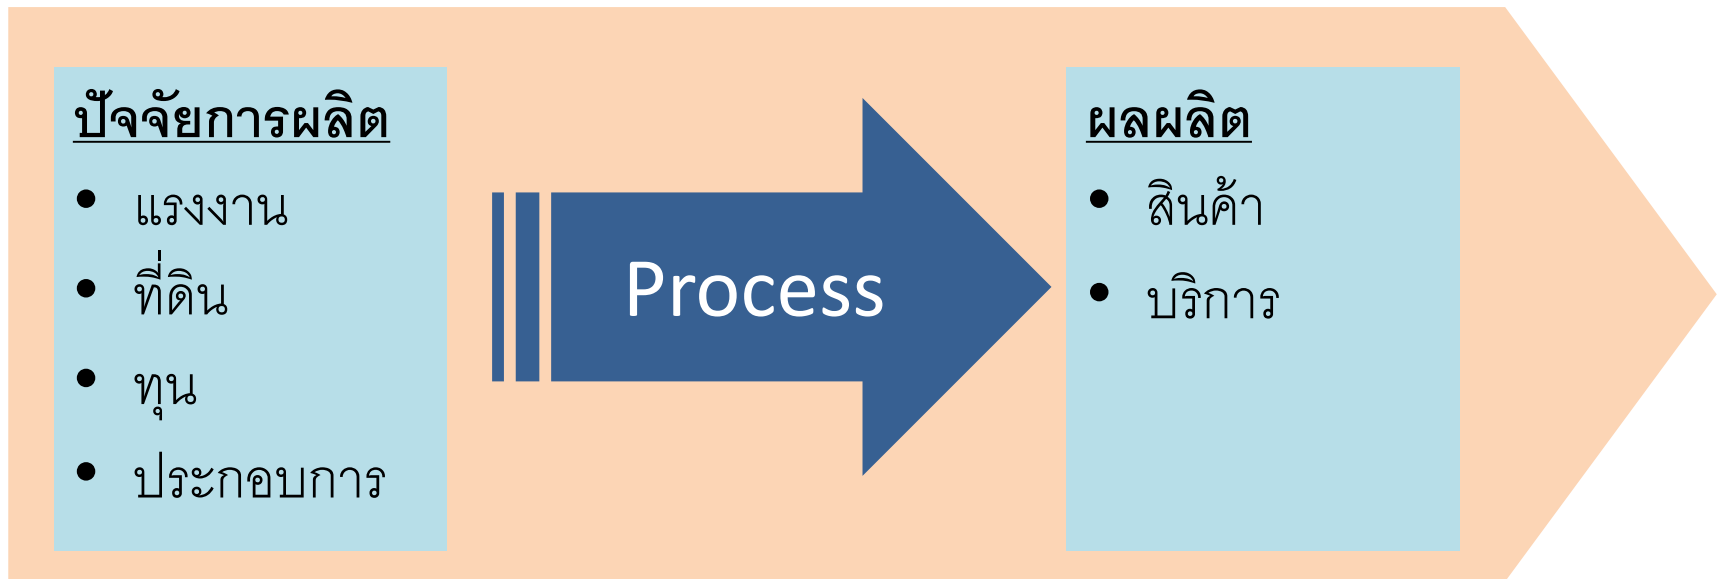 ปัจจัยการผลิต
• แรงงาน
• ที่ดิน
• ทุน
• ประกอบการ
Process
ผลผลิต
• สินค้า
• บริการ